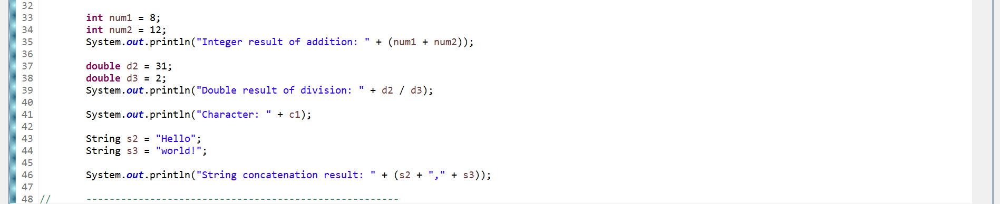 32
33 int num1 = 8;
34 int num2 = 12;
35 System.out.println("Integer result of addition: " + (num1 + num2));
36
37 double d2 = 31;
38 double d3 = 2;
39 System.out.println("Double result of division: " + d2 / d3);
40
41 System.out.println("Character: " + c1);
42
43 String s2 = "Hello";
44 String s3 = "world!";
45
46 System.out.println("String concatenation result: " + (s2 + "," + s3));
47
48 // ------------------------------------------------------